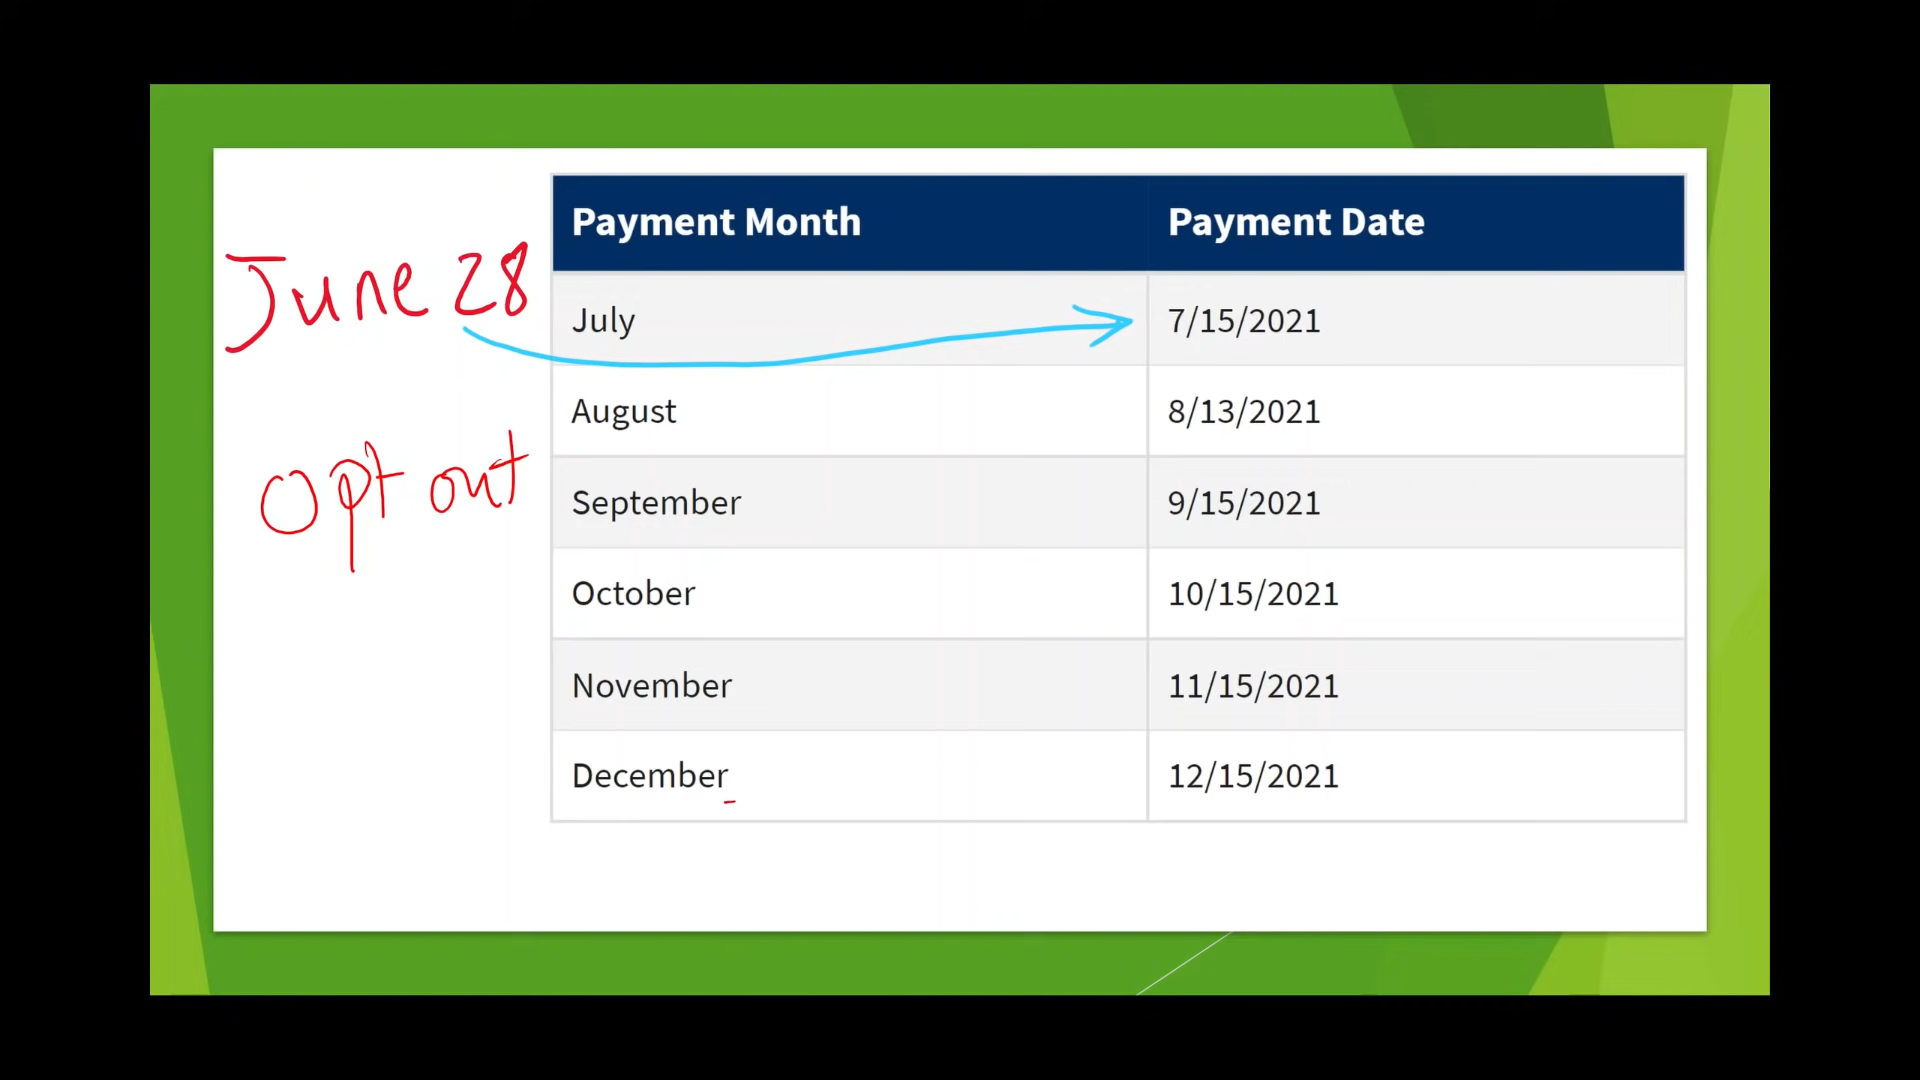 Payment Month Payment Date
June 28
July 7/15/2021
August 8/13/2021
Opt out
September 9/15/2021
October 10/15/2021
November 11/15/2021
December 12/15/2021